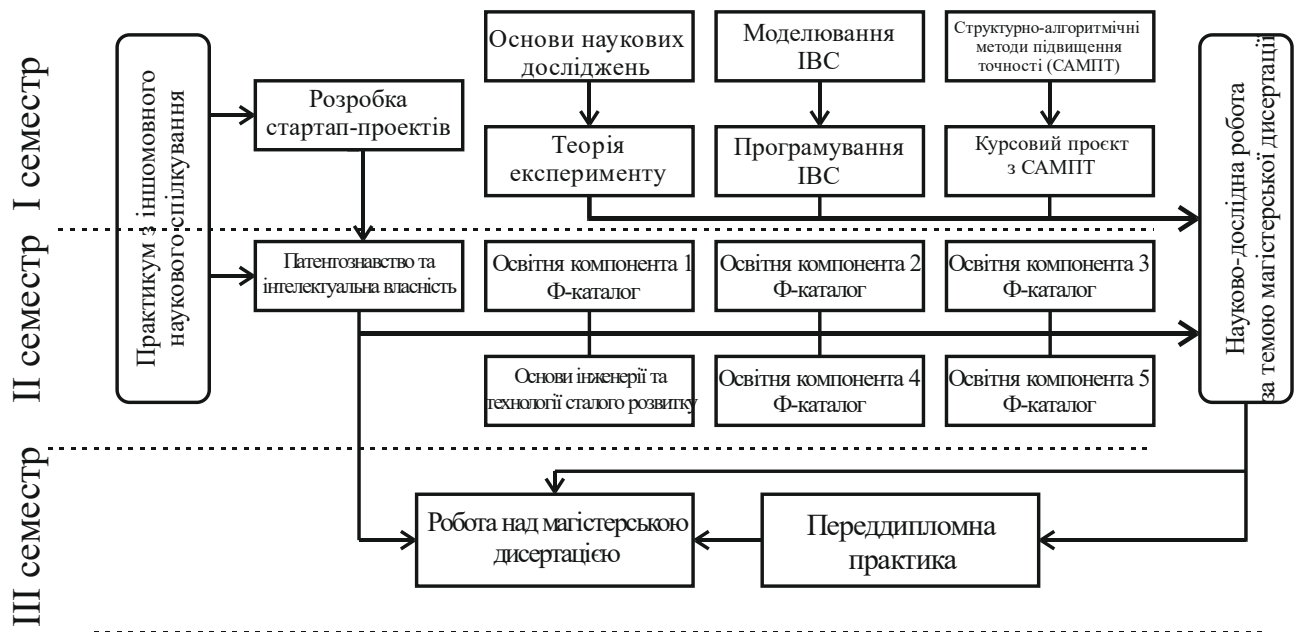 I семестр
Практикум з іншомовного
наукового спілкування
Розробка
стартап-проектів
Основи наукових
досліджень
Моделювання
ІВС
Структурно-алгоритмічні
методи підвищення
точності (САМПТ)
Теорія
експерименту
Програмування
ІВС
Курсовий проєкт
з САМПТ
Науково-дослідна робота
за темою магістерської дисертації
II семестр
Патентознавство та
інтелектуальна власність
Освітня компонента 1
Ф-каталог
Освітня компонента 2
Ф-каталог
Освітня компонента 3
Ф-каталог
Основи інженерії та
технології сталого розвитку
Освітня компонента 4
Ф-каталог
Освітня компонента 5
Ф-каталог
III семестр
Робота над магістерською
дисертацією
Переддипломна
практика